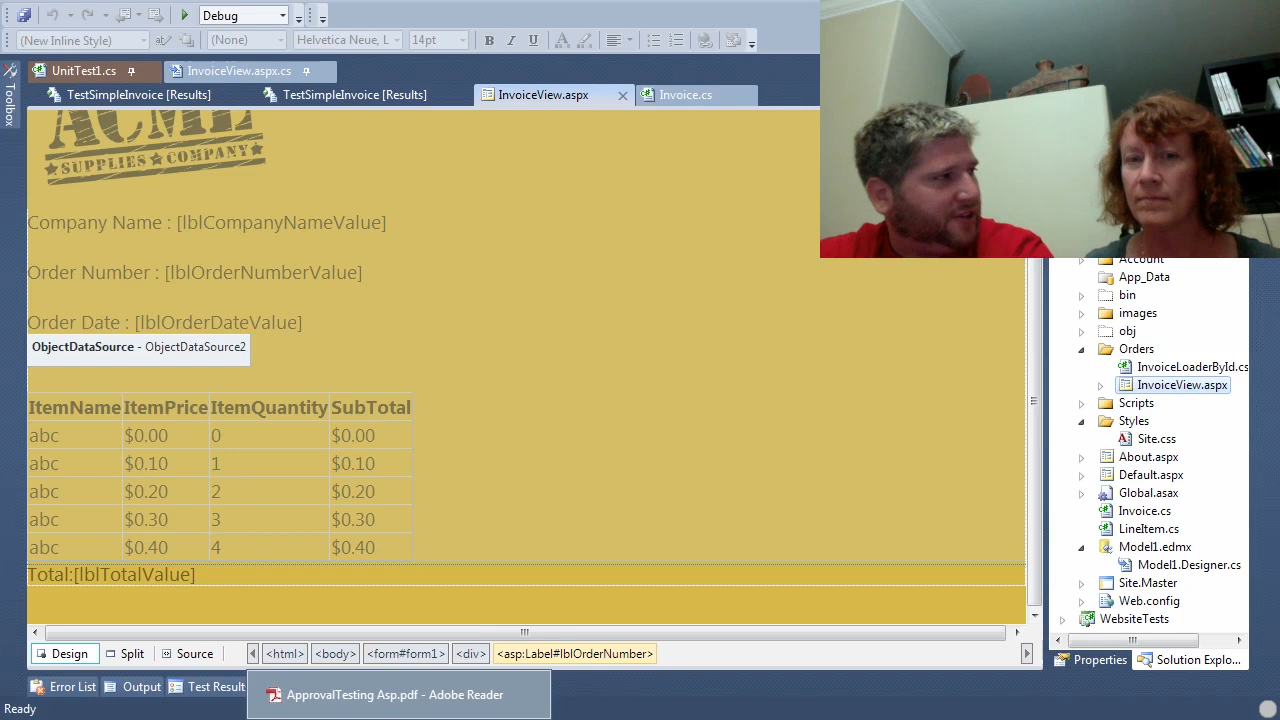 Debug
(New Inline Style) (None) Helvetica Neue, L 14pt B I U A
UnitTest1.cs InvoiceView.aspx.cs
TestSimpleInvoice [Results] TestSimpleInvoice [Results] InvoiceView.aspx Invoice.cs
Toolbox
ACME
SUPPLIES COMPANY
Company Name : [lblCompanyNameValue]
Order Number : [lblOrderNumberValue]
Order Date : [lblOrderDateValue]
ObjectDataSource - ObjectDataSource2
ItemName ItemPrice ItemQuantity SubTotal
abc $0.00 0 $0.00
abc $0.10 1 $0.10
abc $0.20 2 $0.20
abc $0.30 3 $0.30
abc $0.40 4 $0.40
Total:[lblTotalValue]
Account
App_Data
bin
images
obj
Orders
InvoiceLoaderById.cs
InvoiceView.aspx
Scripts
Styles
Site.css
About.aspx
Default.aspx
Global.asax
Invoice.cs
LineItem.cs
Model1.edmx
Model1.Designer.cs
Site.Master
Web.config
WebsiteTests
Design Split Source <html> <body> <form#form1> <div> <asp:Label#lblOrderNumber>
Properties Solution Explo...
Error List Output Test Result
ApprovalTesting Asp.pdf - Adobe Reader
Ready